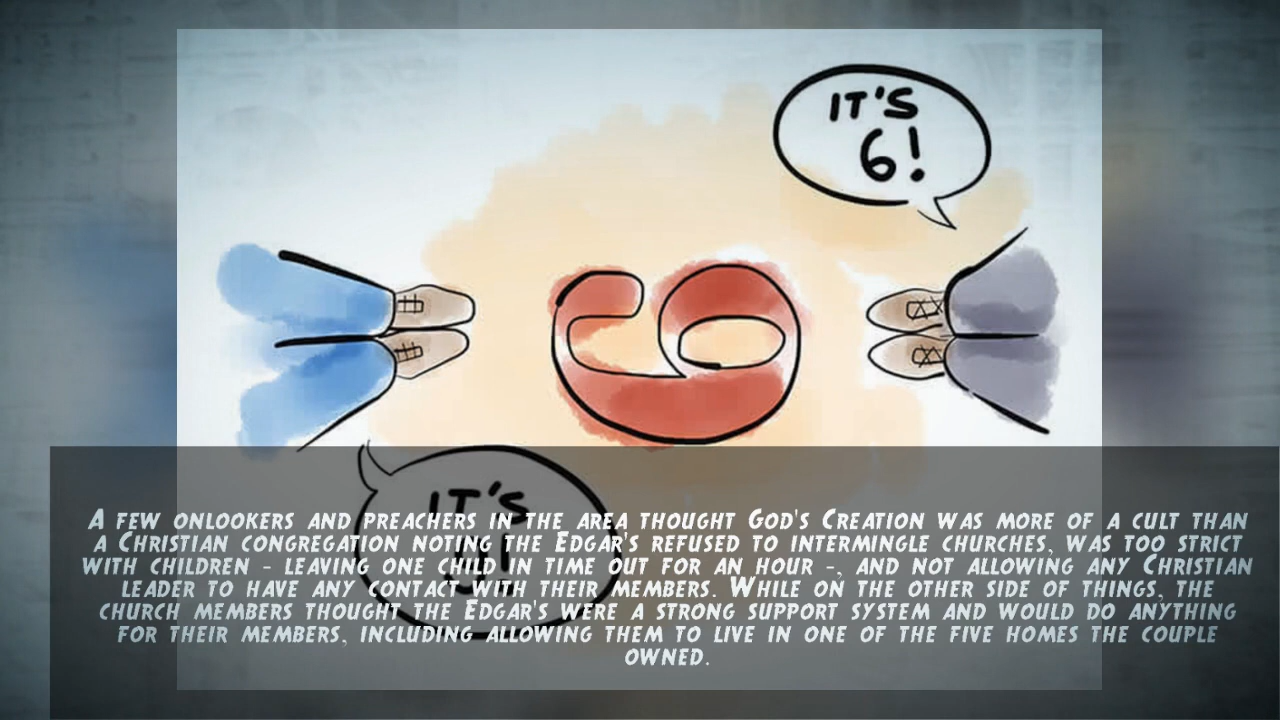 IT'S
6!
IT'S
A FEW ONLOOKERS AND PREACHERS IN THE AREA THOUGHT GOD'S CREATION WAS MORE OF A CULT THAN
A CHRISTIAN CONGREGATION NOTING THE EDGAR'S REFUSED TO INTERMINGLE CHURCHES, WAS TOO STRICT
WITH CHILDREN - LEAVING ONE CHILD IN TIME OUT FOR AN HOUR -, AND NOT ALLOWING ANY CHRISTIAN
LEADER TO HAVE ANY CONTACT WITH THEIR MEMBERS. WHILE ON THE OTHER SIDE OF THINGS, THE
CHURCH MEMBERS THOUGHT THE EDGAR'S WERE A STRONG SUPPORT SYSTEM AND WOULD DO ANYTHING
FOR THEIR MEMBERS, INCLUDING ALLOWING THEM TO LIVE IN ONE OF THE FIVE HOMES THE COUPLE
OWNED.